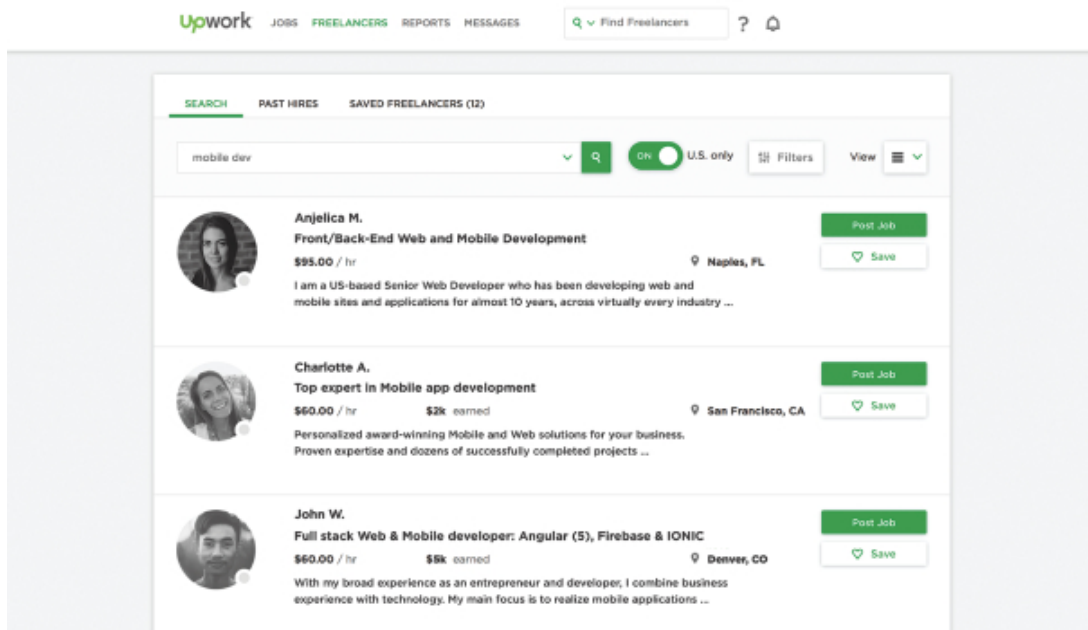 Upwork JOBS FREELANCERS REPORTS MESSAGES Find Freelancers ?
SEARCH PAST HIRES SAVED FREELANCERS (12)
mobile dev ON U.S. only Filters View
Anjelica M. Post Job
Front/Back-End Web and Mobile Development
$95.00 / hr Naples, FL Save
I am a US-based Senior Web Developer who has been developing web and
mobile sites and applications for almost 10 years, across virtually every industry ...
Charlotte A. Post Job
Top expert in Mobile app development
$60.00 / hr $2k earned San Francisco, CA Save
Personalized award-winning Mobile and Web solutions for your business.
Proven expertise and dozens of successfully completed projects ...
John W. Post Job
Full stack Web & Mobile developer: Angular (5), Firebase & IONIC
$60.00 / hr $5k earned Denver, CO Save
With my broad experience as an entrepreneur and developer, I combine business
experience with technology. My main focus is to realize mobile applications ...